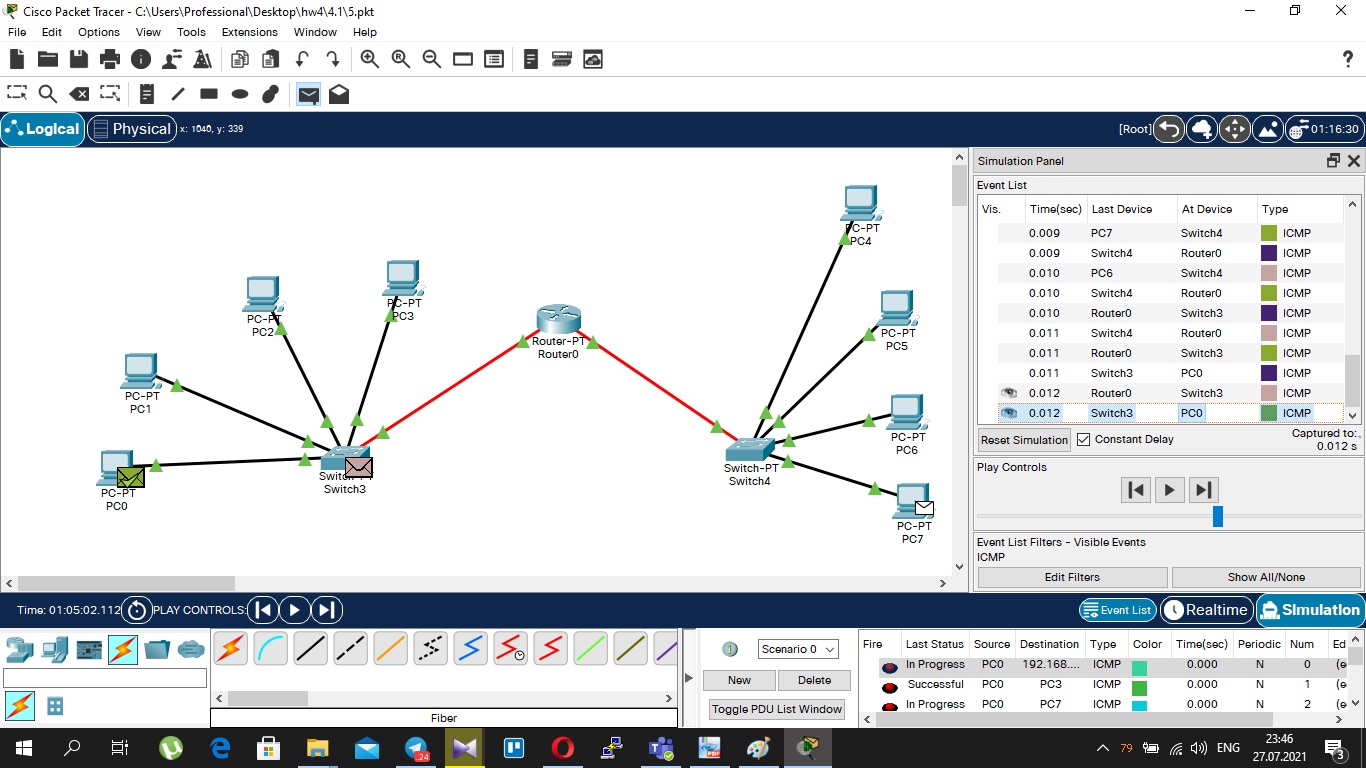 Cisco Packet Tracer - C:\Users\Professional\Desktop\hw4\4.1\5.pkt
File Edit Options View Tools Extensions Window Help
?
Logical Physical x: 1040, y: 339 [Root] 01:16:30
Simulation Panel
Event List
Vis. Time(sec) Last Device At Device Type
0.009 PC7 Switch4 ICMP
0.009 Switch4 Router0 ICMP
0.010 PC6 Switch4 ICMP
0.010 Switch4 Router0 ICMP
0.010 Router0 Switch3 ICMP
0.011 Switch4 Router0 ICMP
0.011 Router0 Switch3 ICMP
0.011 Switch3 PC0 ICMP
0.012 Router0 Switch3 ICMP
0.012 Switch3 PC0 ICMP
Reset Simulation Constant Delay Captured to:
0.012 s
Play Controls
Event List Filters - Visible Events
ICMP
Edit Filters Show All/None
PC-PT
PC4
PC-PT
PC3
PC-PT
PC2
Router-PT
Router0
PC-PT
PC5
PC-PT
PC1
PC-PT
PC6
Switch3
Switch-PT
Switch4
PC-PT
PC0
PC-PT
PC7
Time: 01:05:02.112 PLAY CONTROLS: Event List Realtime Simulation
Scenario 0
New Delete
Toggle PDU List Window
Fiber
Fire Last Status Source Destination Type Color Time(sec) Periodic Num Ed
In Progress PC0 192.168.... ICMP 0.000 N 0 (e
Successful PC0 PC3 ICMP 0.000 N 1 (e
In Progress PC0 PC7 ICMP 0.000 N 2 (e
24 79 ENG 23:46
27.07.2021 3